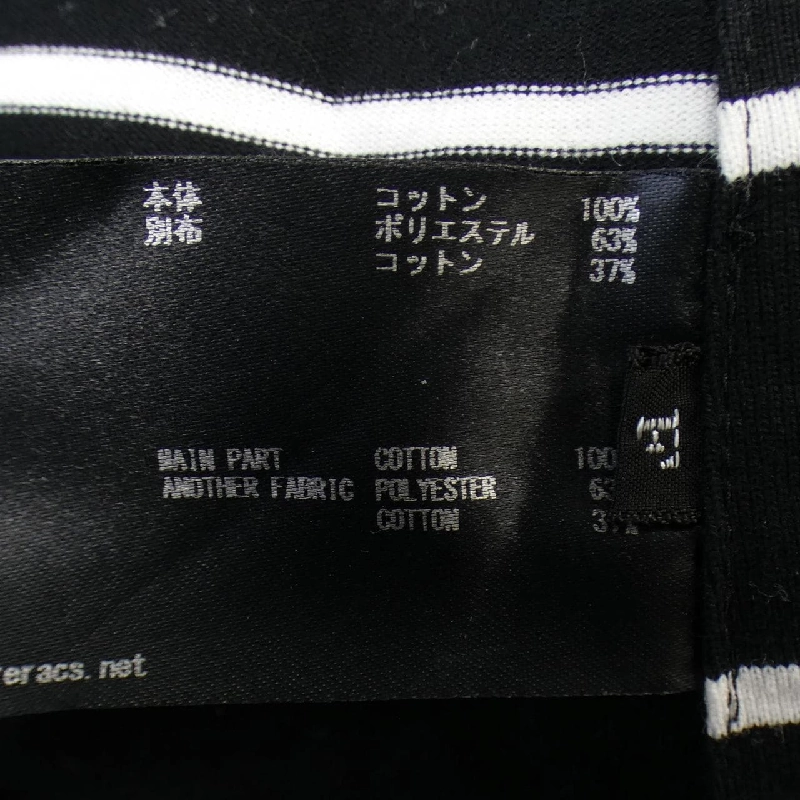 本体 コットン 100%
別布 ポリエステル 63%
コットン 37%
MAIN PART COTTON 100
ANOTHER FABRIC POLYESTER 63
COTTON 37%
eracs.net